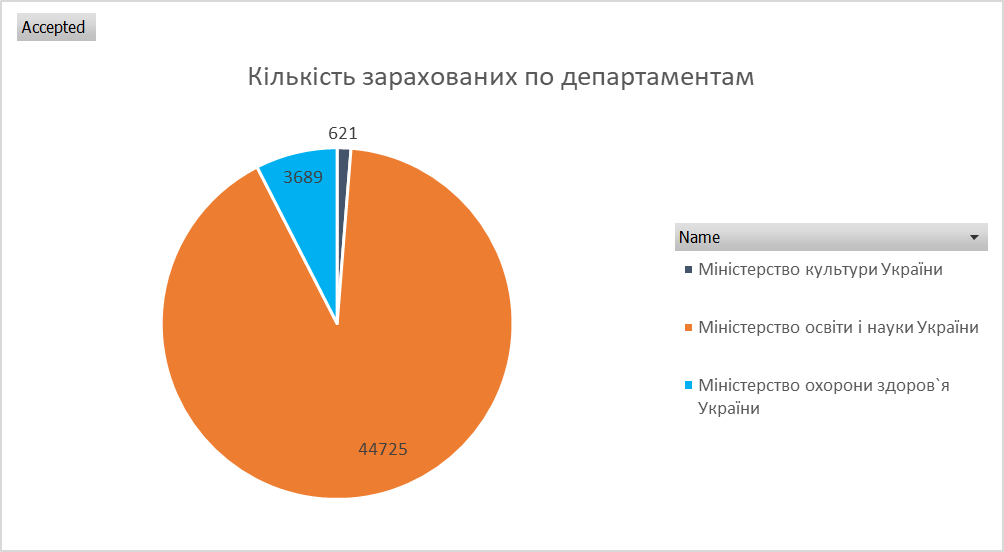 Accepted
Кількість зарахованих по департаментам
621
3689
44725
Name
Міністерство культури України
Міністерство освіти і науки України
Міністерство охорони здоров`я
України